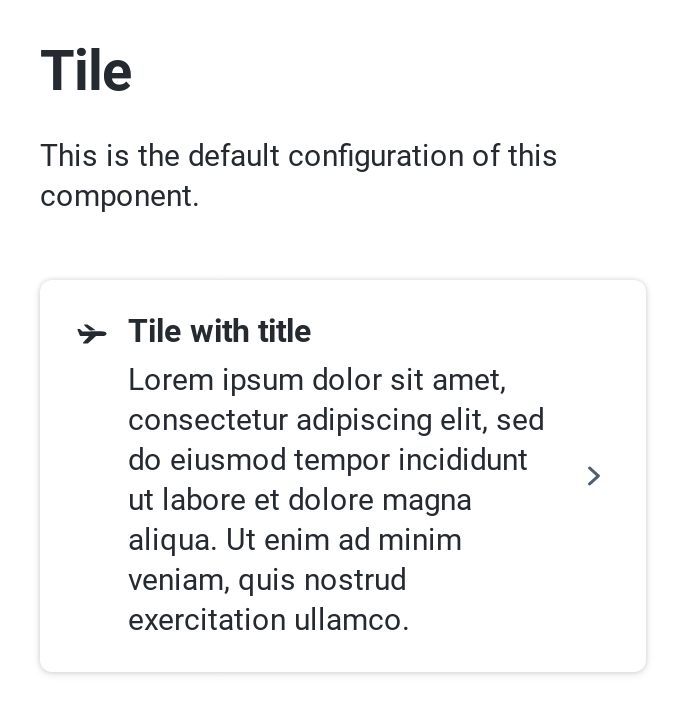 Tile
This is the default configuration of this
component.
Tile with title
Lorem ipsum dolor sit amet,
consectetur adipiscing elit, sed
do eiusmod tempor incididunt
ut labore et dolore magna
aliqua. Ut enim ad minim
veniam, quis nostrud
exercitation ullamco.